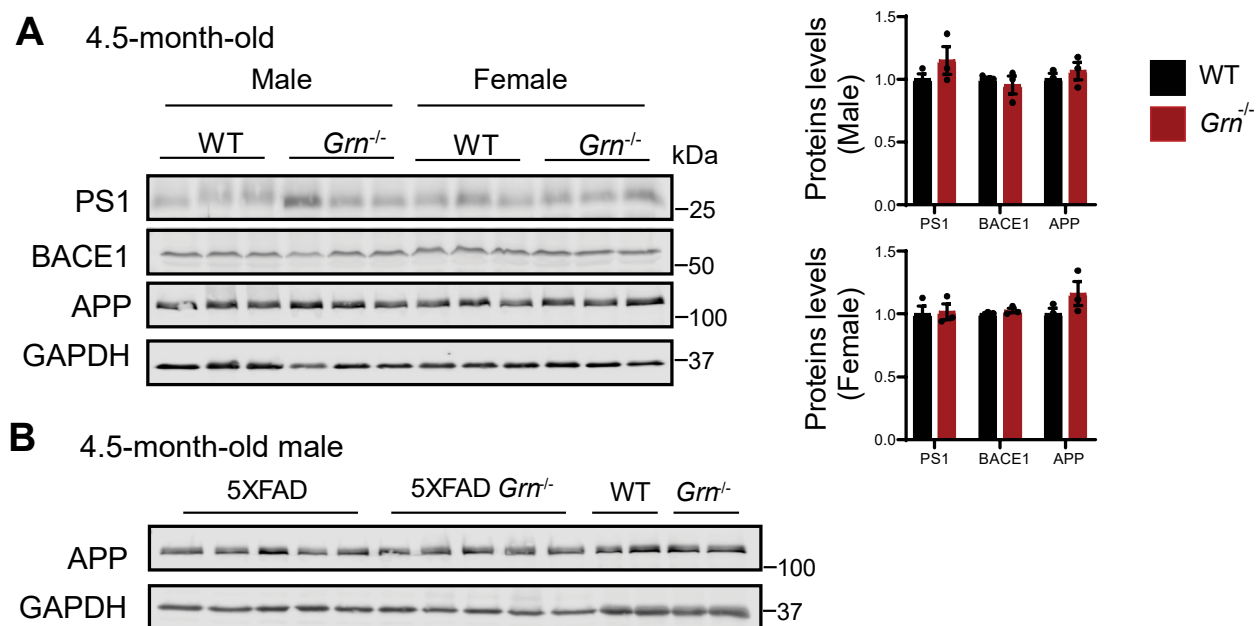 A 4.5-month-old
Male Female
WT Grn-/- WT Grn-/-
kDa
PS1
25
BACE1
50
APP
100
GAPDH
37
Proteins levels
(Male)
1.5
1.0
0.5
0.0
PS1 BACE1 APP
WT
Grn-/-
Proteins levels
(Female)
1.5
1.0
0.5
0.0
PS1 BACE1 APP
B 4.5-month-old male
5XFAD 5XFAD Grn-/- WT Grn-/-
APP
100
GAPDH
37